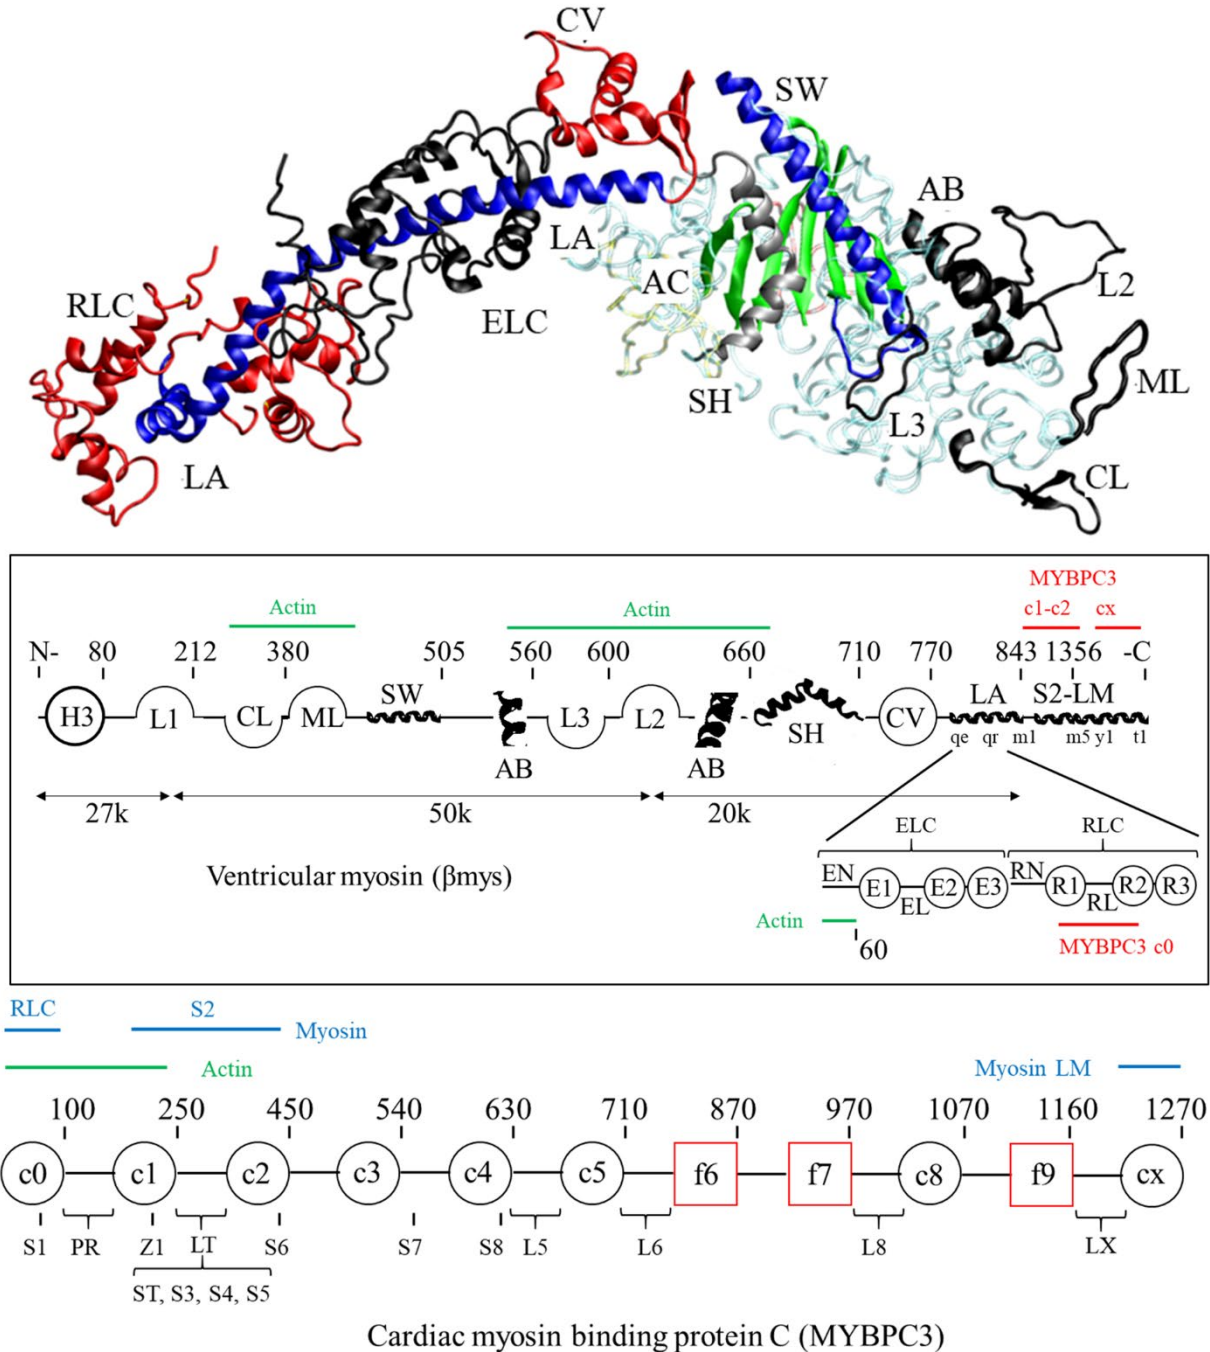 CV
SW
AB
LA
AC
L2
RLC
ELC
SH
ML
L3
LA
CL
MYBPC3
Actin
Actin
c1-c2 cx
N- 80 212 380 505 560 600 660 711 770 843 1356 -C
SW
LA S2-LM
H3 L1 CL ML L3 L2 SH CV
qe qr m1 m5 y1 t1
AB AB
27k 50k 20k
ELC RLC
Ventricular myosin (βmys)
EN E1 EL E2 E3 RN R1 RL R2 R3
Actin
60
MYBPC3 c0
RLC S2 Myosin
Actin Myosin LM
100 250 450 540 630 710 870 970 1070 1160 1270
c0 c1 c2 c3 c4 c5 f6 f7 c8 f9 cx
S1 PR Z1 LT S6 S7 S8 L5 L6 L8 LX
ST, S3, S4, S5
Cardiac myosin binding protein C (MYBPC3)